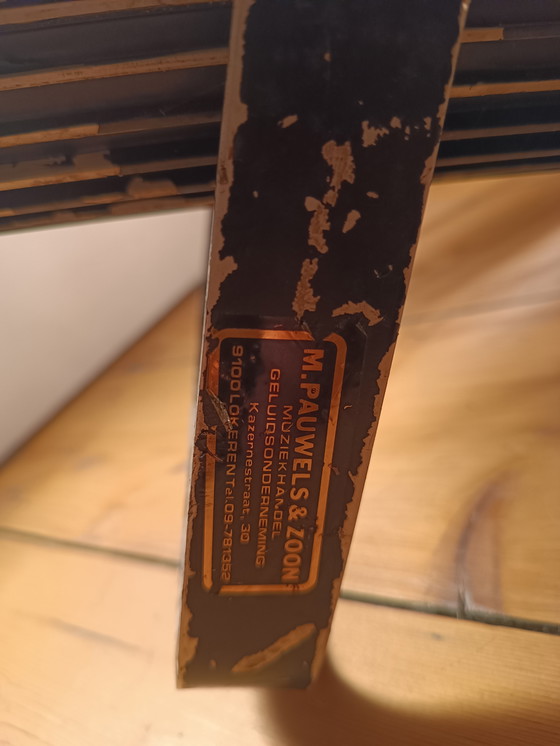 M.PAUWELS & ZOON
MUZIEKHANDEL
GELUIDSONDERNEMING
Kazernestraat, 30
9100 LOKEREN Tel.09-781352